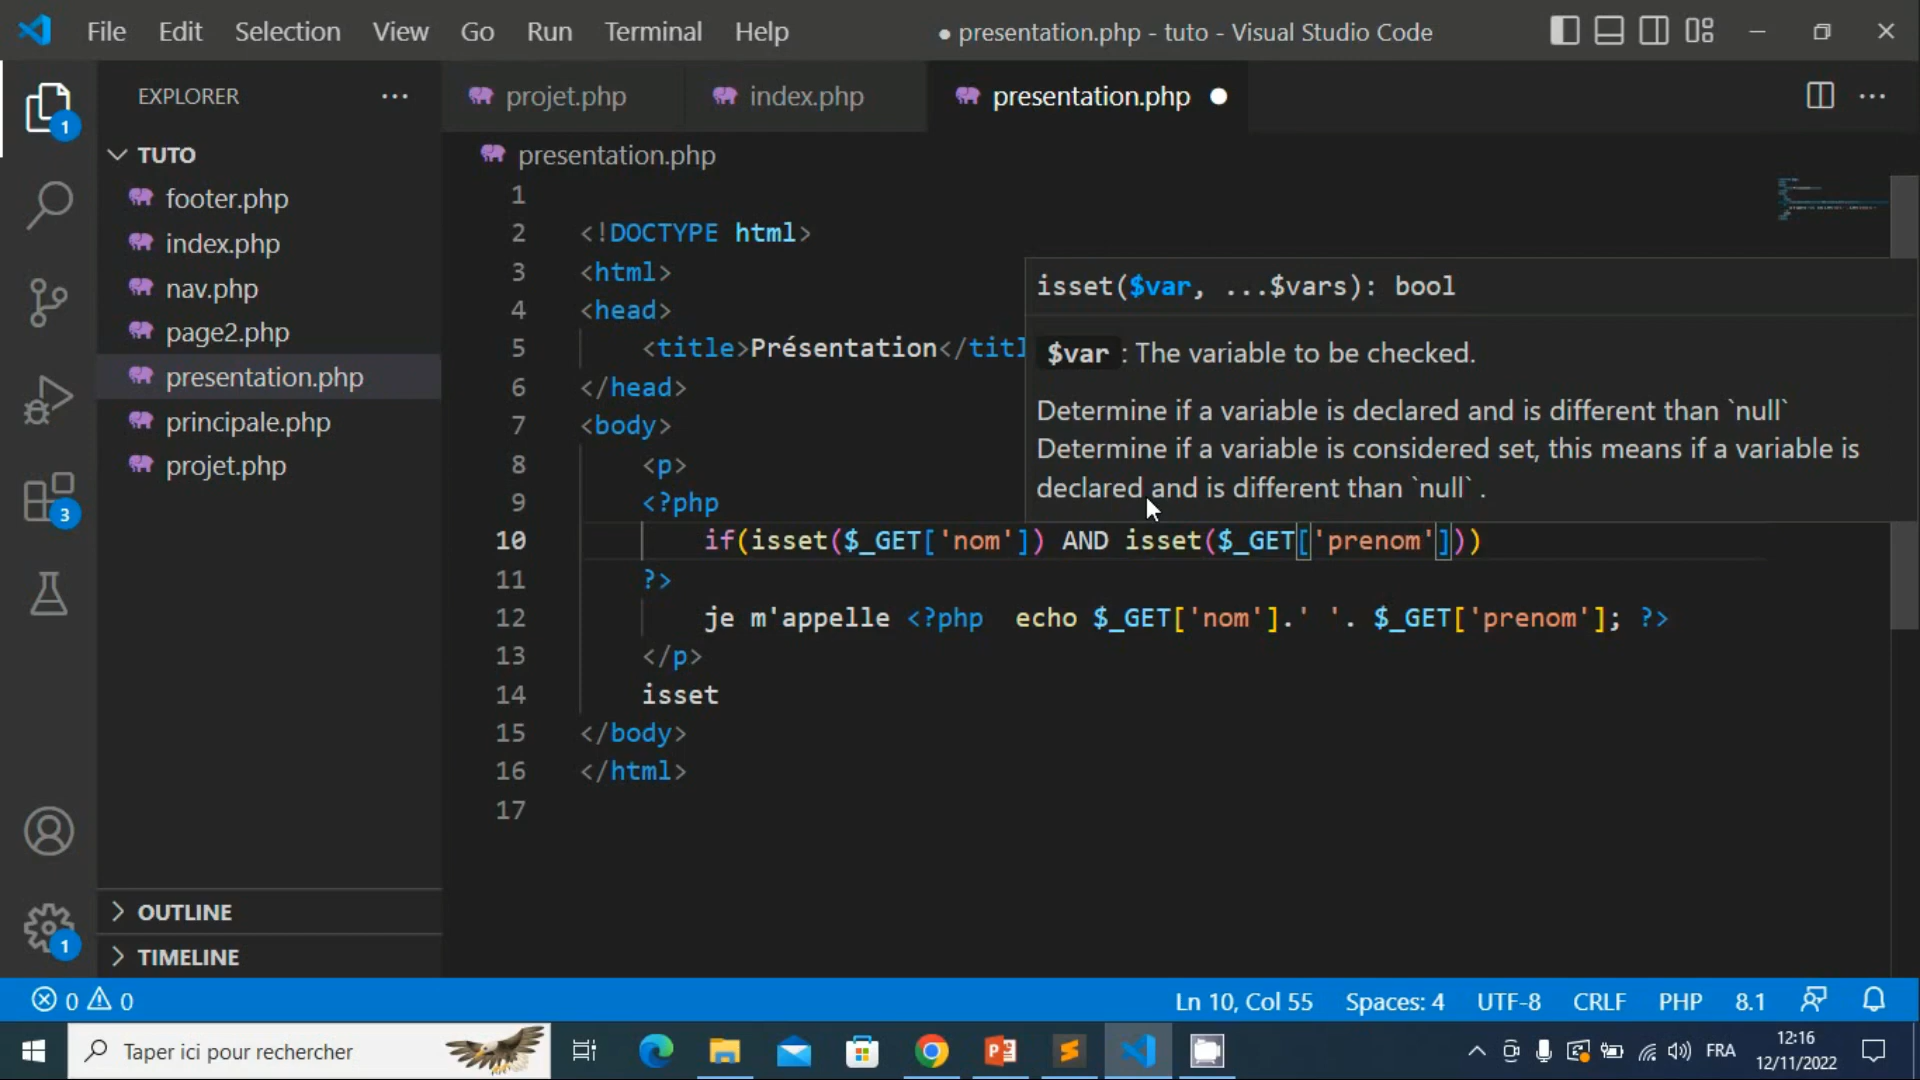 File Edit Selection View Go Run Terminal Help ● presentation.php - tuto - Visual Studio Code
EXPLORER ···
projet.php index.php presentation.php ●
1
TUTO
presentation.php
footer.php
index.php
nav.php
page2.php
presentation.php
principale.php
projet.php
1
2 <!DOCTYPE html>
3 <html>
4 <head>
5 <title>Présentation</titl
6 </head>
7 <body>
8 <p>
9 <?php
10 if(isset($_GET['nom']) AND isset($_GET['prenom']))
11 ?>
12 je m'appelle <?php echo $_GET['nom'].' '. $_GET['prenom']; ?>
13 </p>
14 isset
15 </body>
16 </html>
17
isset($var, ...$vars): bool
$var : The variable to be checked.
Determine if a variable is declared and is different than `null`
Determine if a variable is considered set, this means if a variable is
declared and is different than `null` .
3
1
OUTLINE
TIMELINE
0 0 Ln 10, Col 55 Spaces: 4 UTF-8 CRLF PHP 8.1
Taper ici pour rechercher
FRA
12:16
12/11/2022